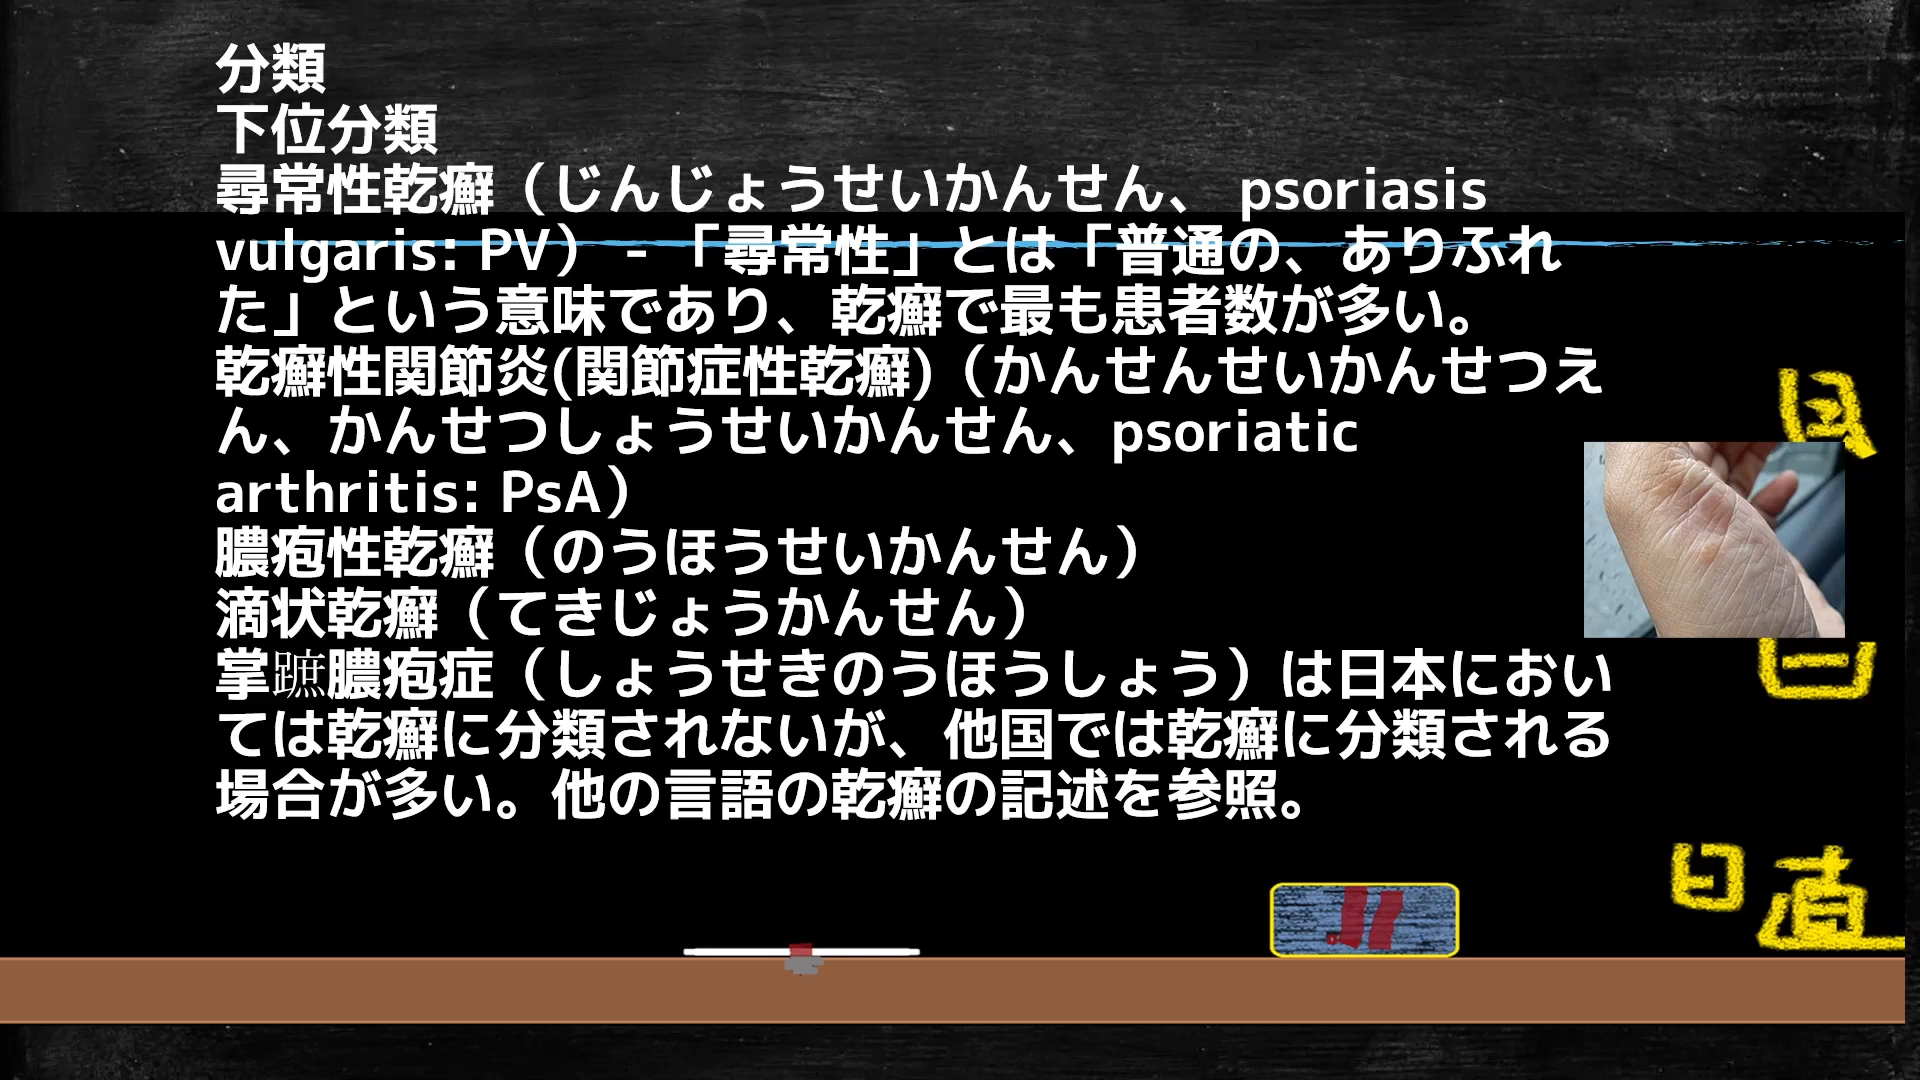 分類
下位分類
尋常性乾癬（じんじょうせいかんせん、 psoriasis
vulgaris: PV） - 「尋常性」とは「普通の、ありふれ
た」という意味であり、乾癬で最も患者数が多い。
乾癬性関節炎(関節症性乾癬)（かんせんせいかんせつえ
ん、かんせつしょうせいかんせん、psoriatic
arthritis: PsA）
膿疱性乾癬（のうほうせいかんせん）
滴状乾癬（てきじょうかんせん）
掌蹠膿疱症（しょうせきのうほうしょう）は日本におい
ては乾癬に分類されないが、他国では乾癬に分類される
場合が多い。他の言語の乾癬の記述を参照。
日直